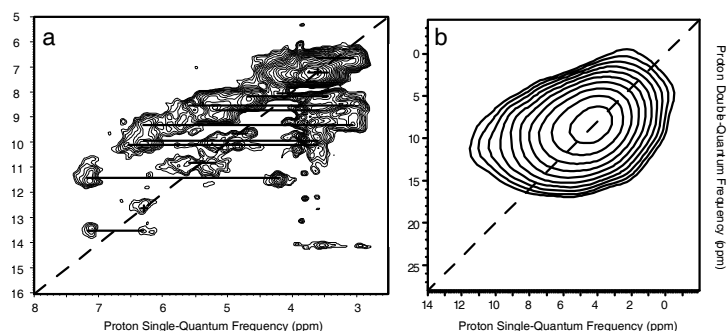 a
5
6
7
8
9
10
11
12
13
14
15
16
8 7 6 5 4 3
Proton Single-Quantum Frequency (ppm)
b
0
5
10
15
20
25
14 12 10 8 6 4 2 0
Proton Single-Quantum Frequency (ppm)
Proton Double-Quantum Frequency (ppm)